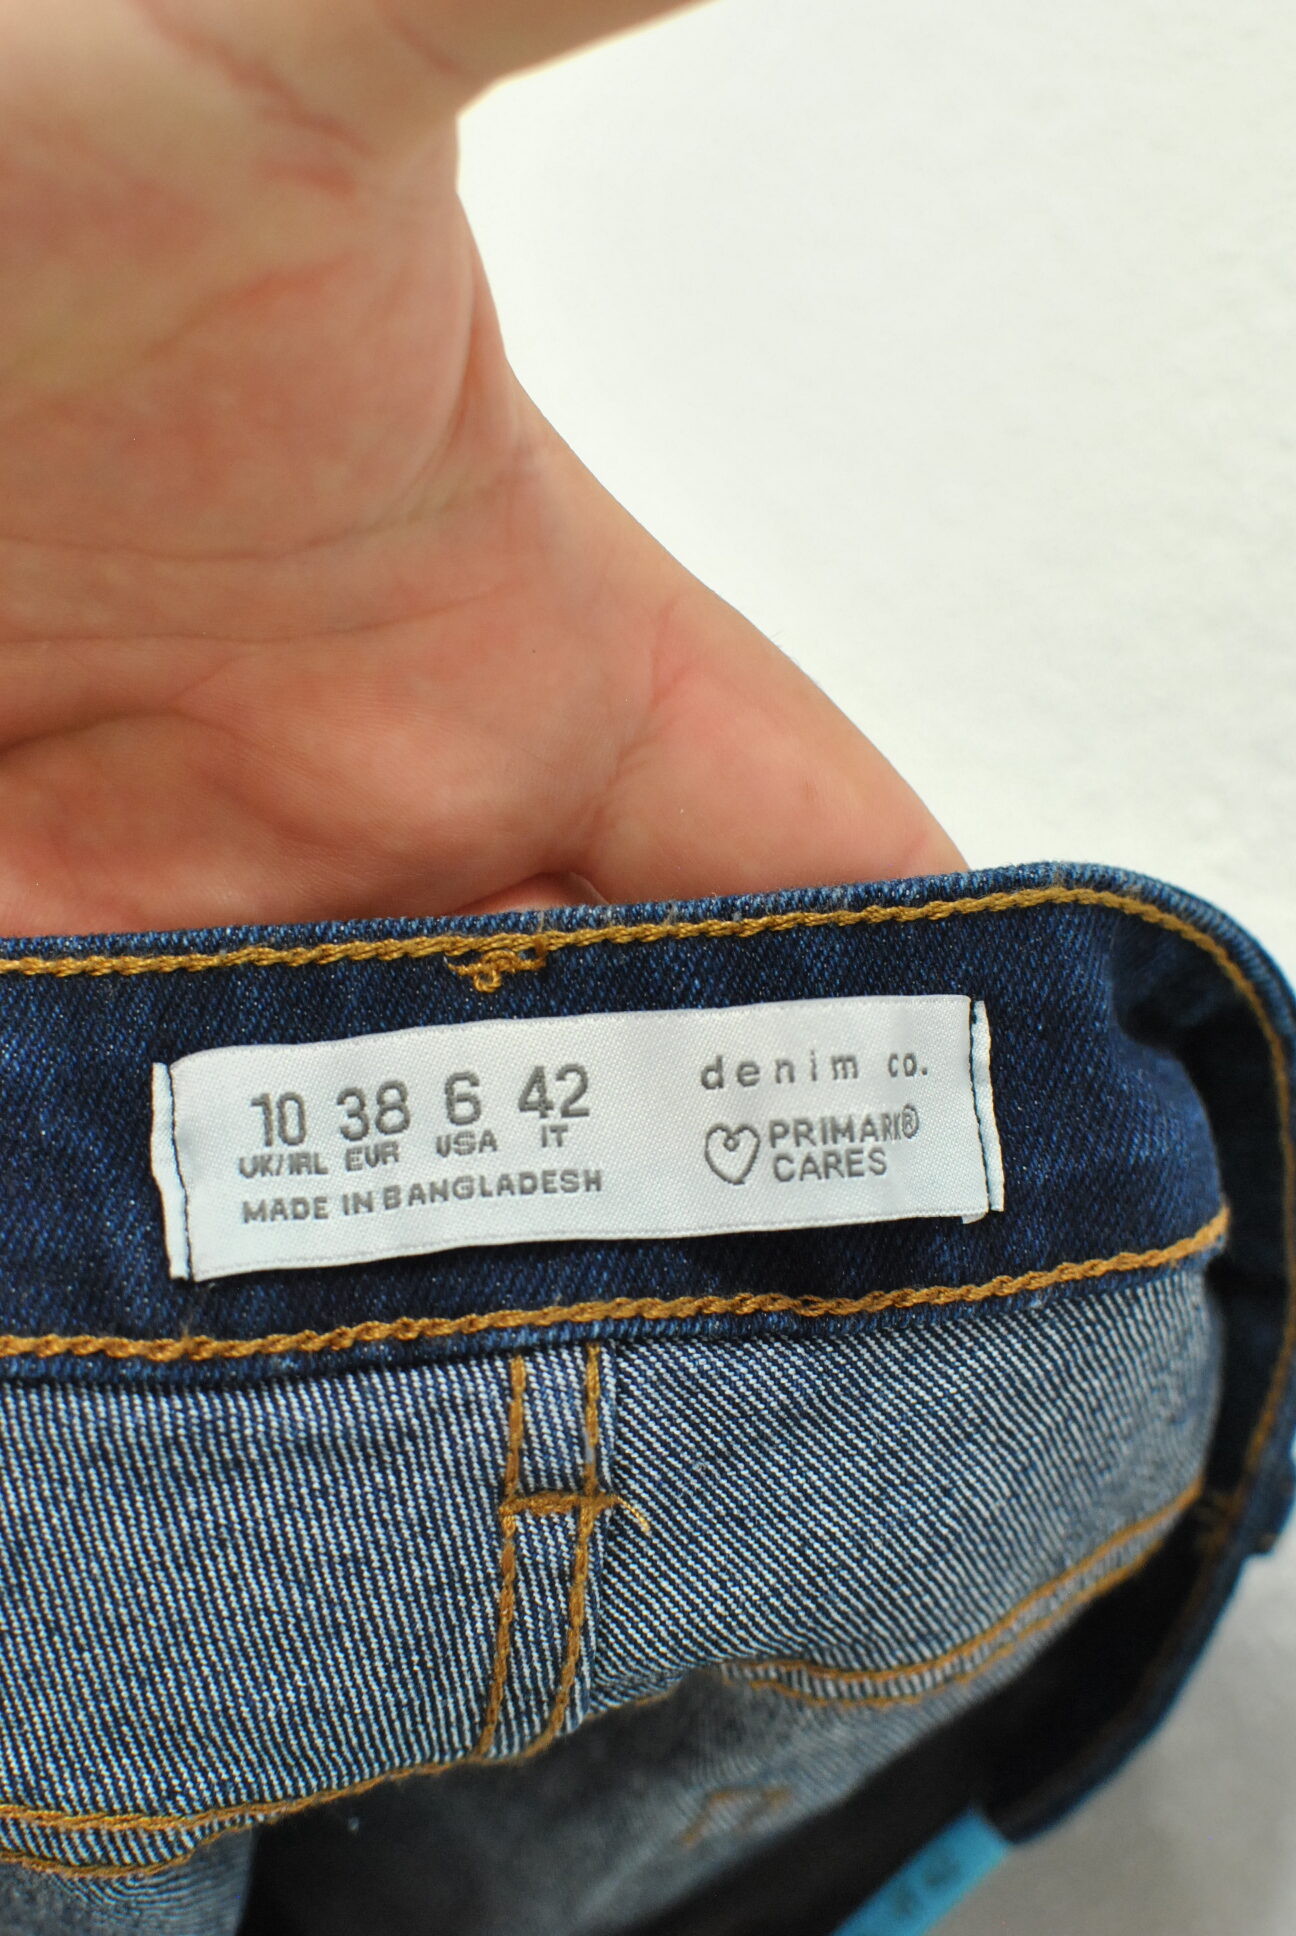 10 38 6 42
UK/IRL EUR USA IT
MADE IN BANGLADESH
denim co.
PRIMARK®
CARES